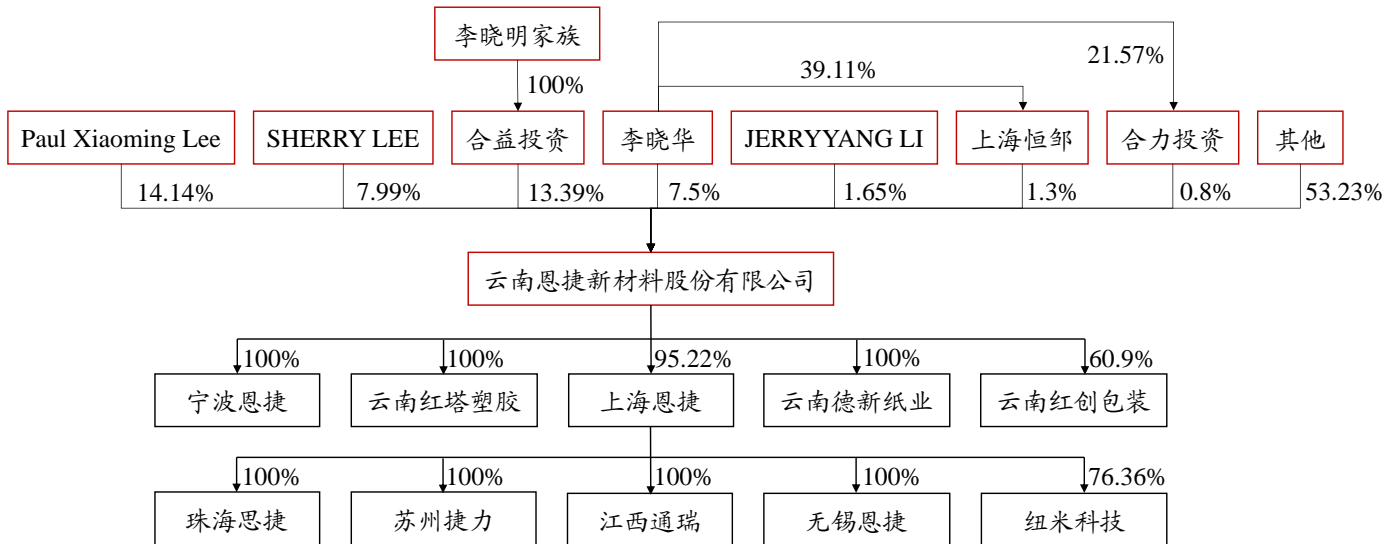 李晓明家族
21.57%
39.11%
100%
Paul Xiaoming Lee
SHERRY LEE
合益投资
李晓华
JERRYYANG LI
上海恒邹
合力投资
其他
14.14%
7.99%
13.39%
7.5%
1.65%
1.3%
0.8%
53.23%
云南恩捷新材料股份有限公司
100%
100%
95.22%
100%
60.9%
宁波恩捷
云南红塔塑胶
上海恩捷
云南德新纸业
云南红创包装
100%
100%
100%
100%
76.36%
珠海思捷
苏州捷力
江西通瑞
无锡恩捷
纽米科技